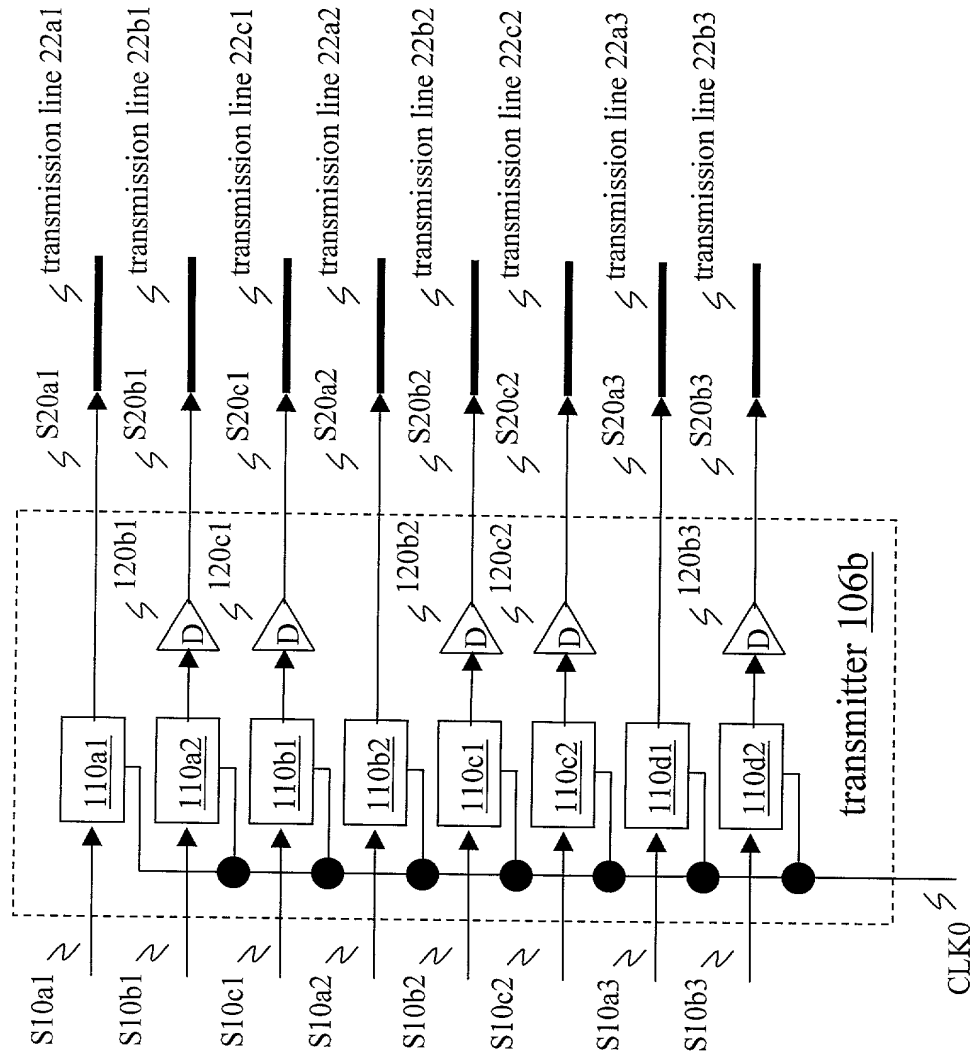 S10a1
S10b1
S10c1
S10a2
S10b2
S10c2
S10a3
S10b3
CLK0
110a1
110a2
110b1
110b2
110c1
110c2
110d1
110d2
transmitter 106b
D
D
D
D
D
120b1
120c1
120b2
120c2
120b3
S20a1
S20b1
S20c1
S20a2
S20b2
S20c2
S20a3
S20b3
transmission line 22a1
transmission line 22b1
transmission line 22c1
transmission line 22a2
transmission line 22b2
transmission line 22c2
transmission line 22a3
transmission line 22b3